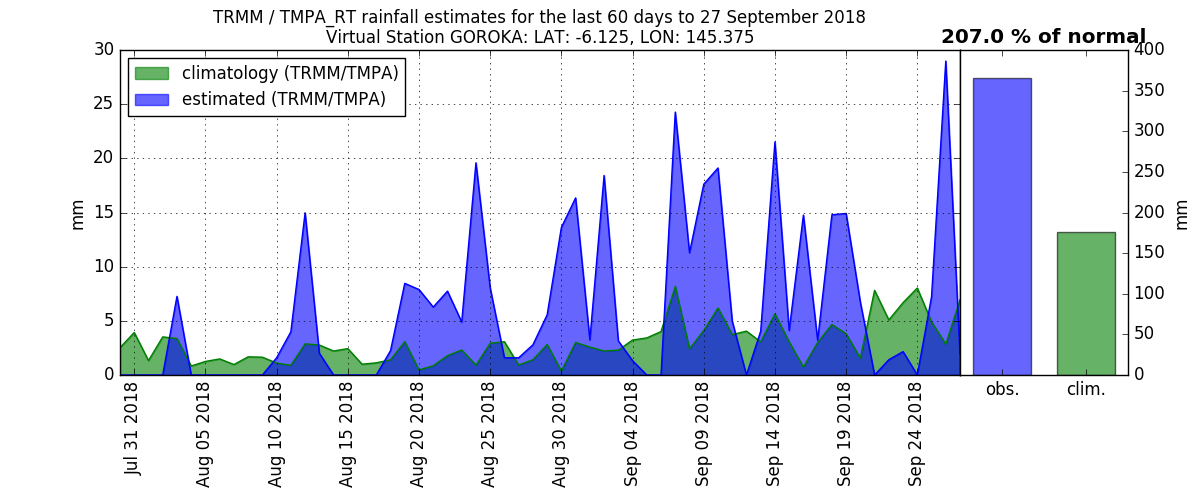 TRMM / TMPA_RT rainfall estimates for the last 60 days to 27 September 2018
Virtual Station GOROKA: LAT: -6.125, LON: 145.375
207.0 % of normal
climatology (TRMM/TMPA)
estimated (TRMM/TMPA)
mm
30
25
20
15
10
5
0
Jul 31 2018
Aug 05 2018
Aug 10 2018
Aug 15 2018
Aug 20 2018
Aug 25 2018
Aug 30 2018
Sep 04 2018
Sep 09 2018
Sep 14 2018
Sep 19 2018
Sep 24 2018
obs.
clim.
400
350
300
250
200
150
100
50
0
mm